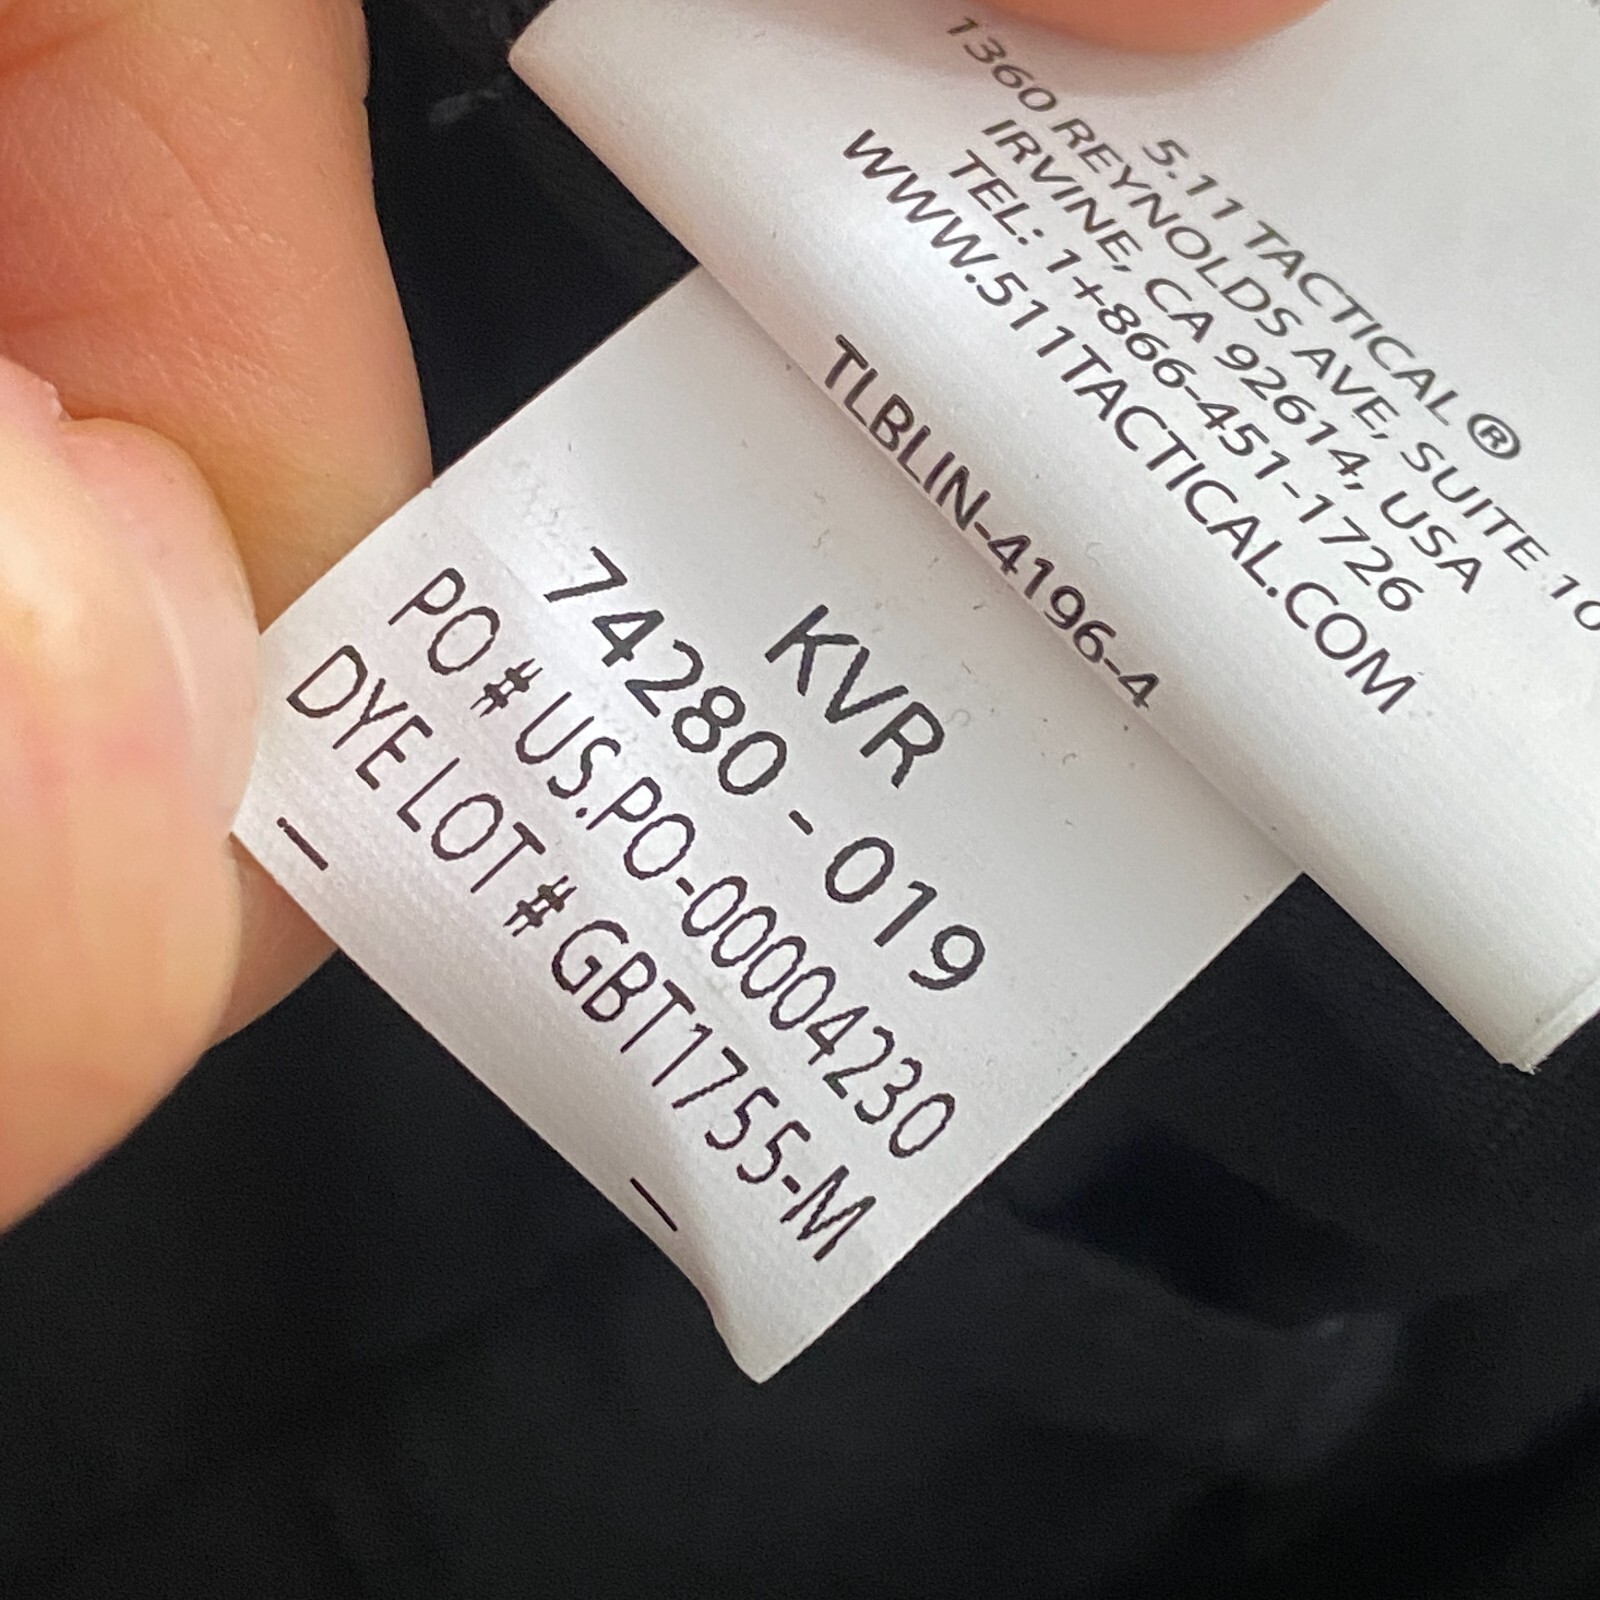 5.11 TACTICAL ®
1360 REYNOLDS AVE, SUITE 10
IRVINE, CA 92614, USA
TEL: 1+866-451-1726
WWW.511TACTICAL.COM
TLBLIN-4196-4
KVR
74280 - 019
PO # US.PO-00004230
DYE LOT # GBT1755-M